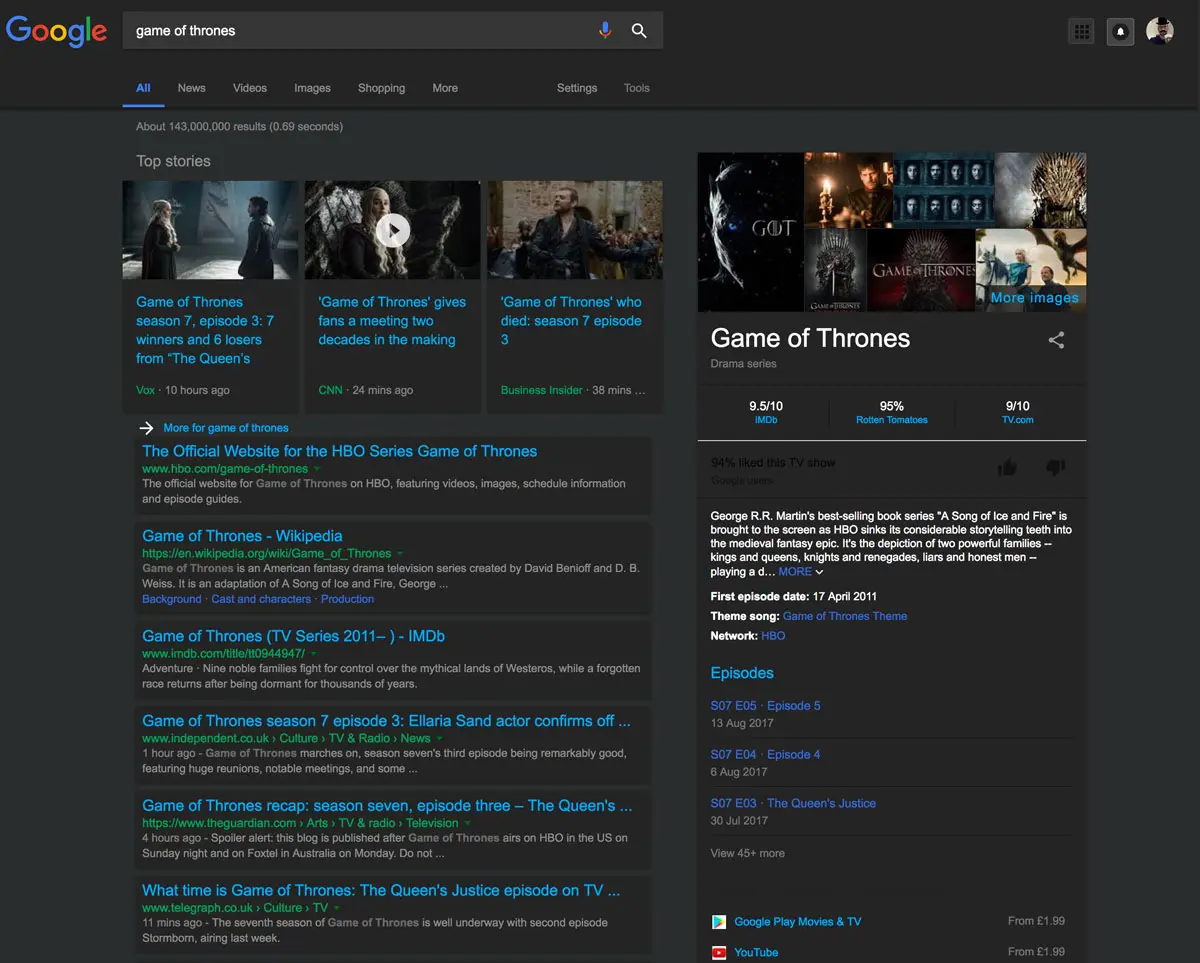 Google
game of thrones
All News Videos Images Shopping More Settings Tools
About 143,000,000 results (0.69 seconds)
Top stories
Game of Thrones
season 7, episode 3: 7
winners and 6 losers
from “The Queen’s
Vox · 10 hours ago
'Game of Thrones' gives
fans a meeting two
decades in the making
CNN · 24 mins ago
'Game of Thrones' who
died: season 7 episode
3
Business Insider · 38 mins ...
More for game of thrones
The Official Website for the HBO Series Game of Thrones
www.hbo.com/game-of-thrones
The official website for Game of Thrones on HBO, featuring videos, images, schedule information
and episode guides.
Game of Thrones - Wikipedia
https://en.wikipedia.org/wiki/Game_of_Thrones
Game of Thrones is an American fantasy drama television series created by David Benioff and D. B.
Weiss. It is an adaptation of A Song of Ice and Fire, George ...
Background · Cast and characters · Production
Game of Thrones (TV Series 2011– ) - IMDb
www.imdb.com/title/tt0944947/
Adventure · Nine noble families fight for control over the mythical lands of Westeros, while a forgotten
race returns after being dormant for thousands of years.
Game of Thrones season 7 episode 3: Ellaria Sand actor confirms off ...
www.independent.co.uk › Culture › TV & Radio › News
1 hour ago - Game of Thrones marches on, season seven's third episode being remarkably good,
featuring huge reunions, notable meetings, and some ...
Game of Thrones recap: season seven, episode three – The Queen's ...
https://www.theguardian.com › Arts › TV & radio › Television
4 hours ago - Spoiler alert: this blog is published after Game of Thrones airs on HBO in the US on
Sunday night and on Foxtel in Australia on Monday. Do not ...
What time is Game of Thrones: The Queen's Justice episode on TV ...
www.telegraph.co.uk › Culture › TV
11 mins ago - The seventh season of Game of Thrones is well underway with second episode
Stormborn, airing last week.
GOT
GAME OF THRONES
GAME OF THRONES
More images
Game of Thrones
Drama series
9.5/10 95% 9/10
IMDb Rotten Tomatoes TV.com
94% liked this TV show
Google users
George R.R. Martin's best-selling book series "A Song of Ice and Fire" is
brought to the screen as HBO sinks its considerable storytelling teeth into
the medieval fantasy epic. It's the depiction of two powerful families --
kings and queens, knights and renegades, liars and honest men --
playing a d... MORE
First episode date: 17 April 2011
Theme song: Game of Thrones Theme
Network: HBO
Episodes
S07 E05 · Episode 5
13 Aug 2017
S07 E04 · Episode 4
6 Aug 2017
S07 E03 · The Queen's Justice
30 Jul 2017
View 45+ more
Google Play Movies & TV From £1.99
YouTube From £1.99